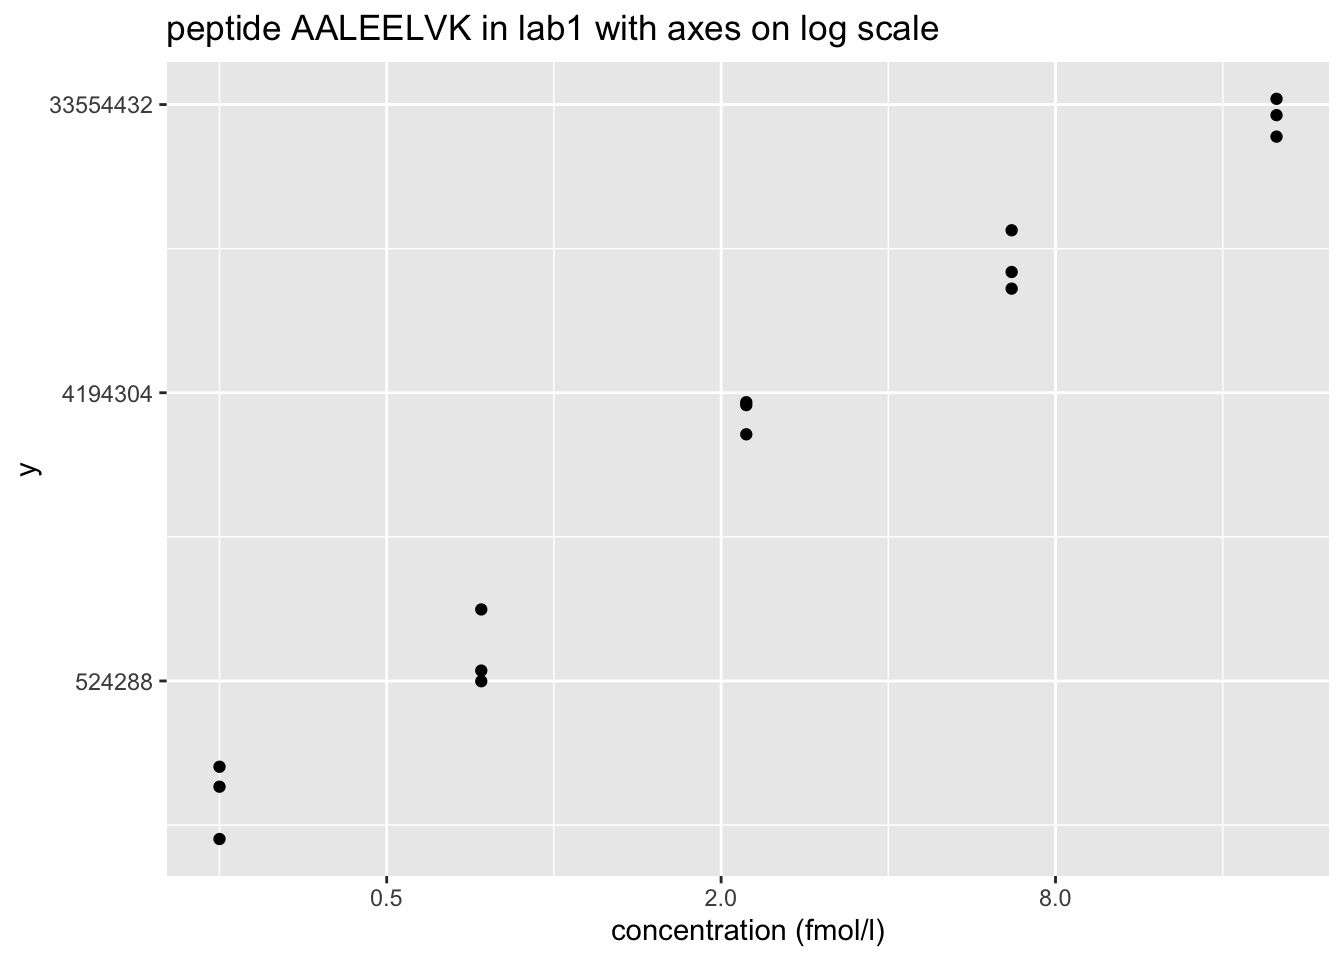 peptide AALEELVK in lab1 with axes on log scale
33554432
4194304
524288
y
0.5
2.0
8.0
concentration (fmol/l)